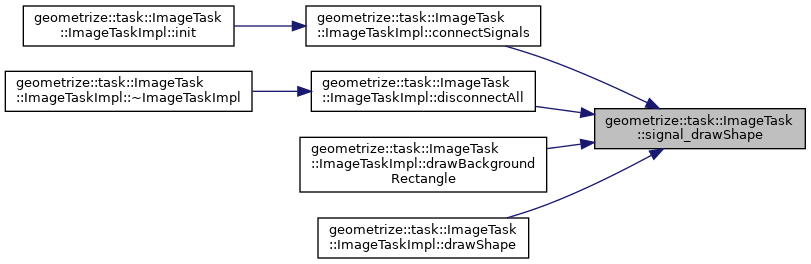 geometrize::task::ImageTask
::ImageTaskImpl::init
geometrize::task::ImageTask
::ImageTaskImpl::connectSignals
geometrize::task::ImageTask
::ImageTaskImpl::~ImageTaskImpl
geometrize::task::ImageTask
::ImageTaskImpl::disconnectAll
geometrize::task::ImageTask
::signal_drawShape
geometrize::task::ImageTask
::ImageTaskImpl::drawBackground
Rectangle
geometrize::task::ImageTask
::ImageTaskImpl::drawShape